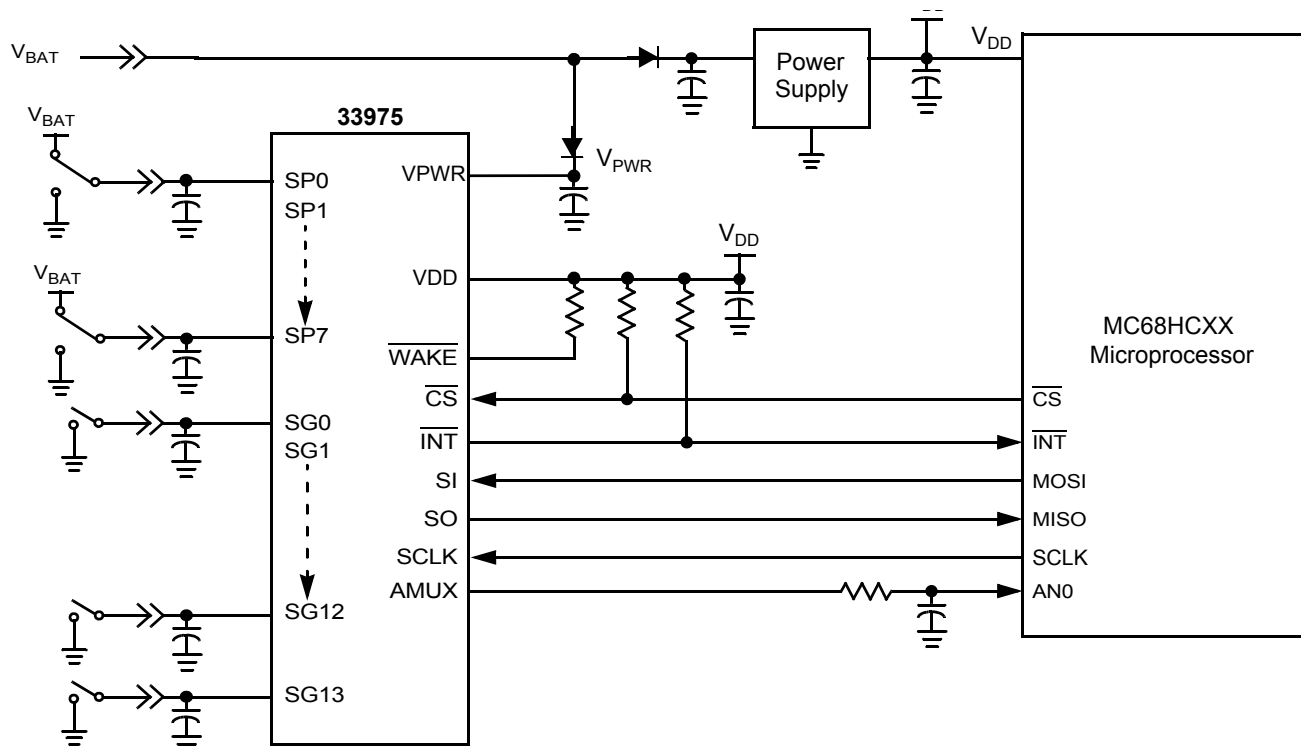 VDD
VBAT
Power
Supply
33975
VBAT
VPWR
VPWR
SP0
SP1
VDD
VDD
VBAT
SP7
MC68HCXX
Microprocessor
WAKE
CS
CS
SG0
INT
INT
SG1
SI
MOSI
SO
MISO
SCLK
SCLK
AMUX
AN0
SG12
SG13